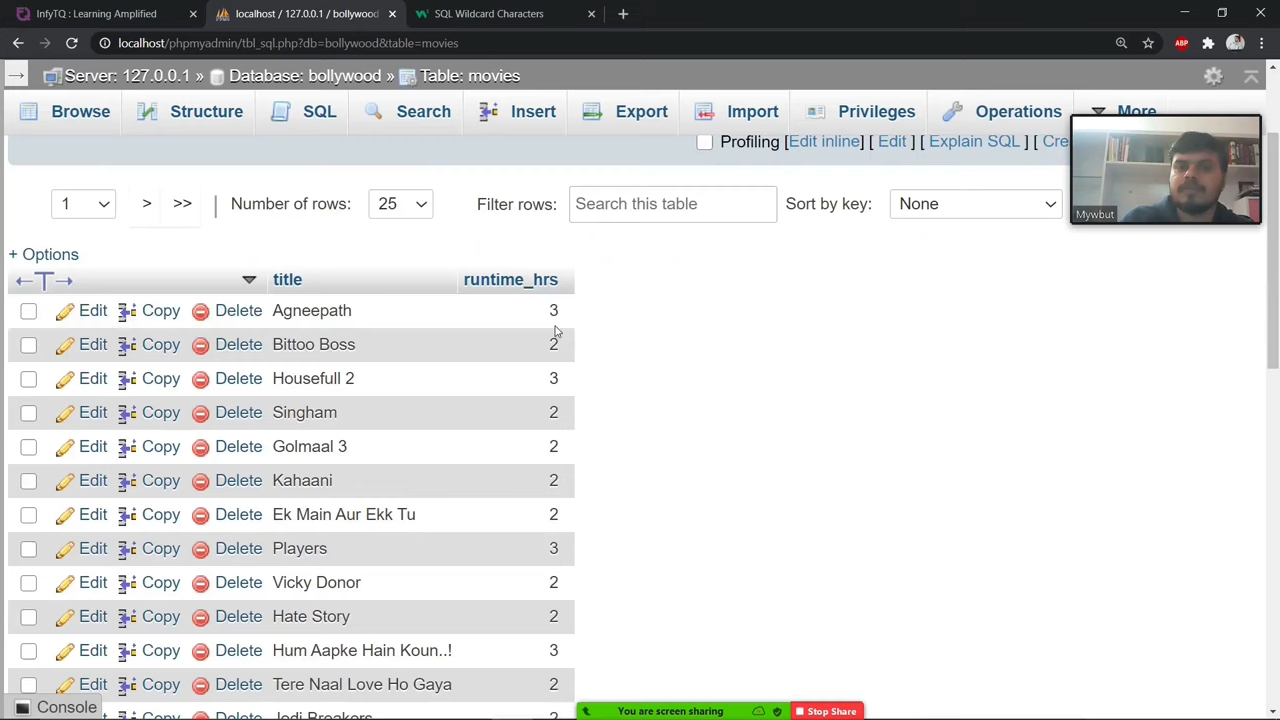 InfyTQ : Learning Amplified
localhost / 127.0.0.1 / bollywood
SQL Wildcard Characters
localhost/phpmyadmin/tbl_sql.php?db=bollywood&table=movies
ABP
Server: 127.0.0.1 » Database: bollywood » Table: movies
Browse Structure SQL Search Insert Export Import Privileges Operations More
Profiling [Edit inline] [ Edit ] [ Explain SQL ] [ Cre
Mywbut
1 > >> Number of rows: 25 Filter rows: Search this table Sort by key: None
+ Options
title runtime_hrs
Edit Copy Delete Agneepath 3
Edit Copy Delete Bittoo Boss 2
Edit Copy Delete Housefull 2 3
Edit Copy Delete Singham 2
Edit Copy Delete Golmaal 3 2
Edit Copy Delete Kahaani 2
Edit Copy Delete Ek Main Aur Ekk Tu 2
Edit Copy Delete Players 3
Edit Copy Delete Vicky Donor 2
Edit Copy Delete Hate Story 2
Edit Copy Delete Hum Aapke Hain Koun..! 3
Edit Copy Delete Tere Naal Love Ho Gaya 2
Jodi Breakers 2
Console
You are screen sharing Stop Share